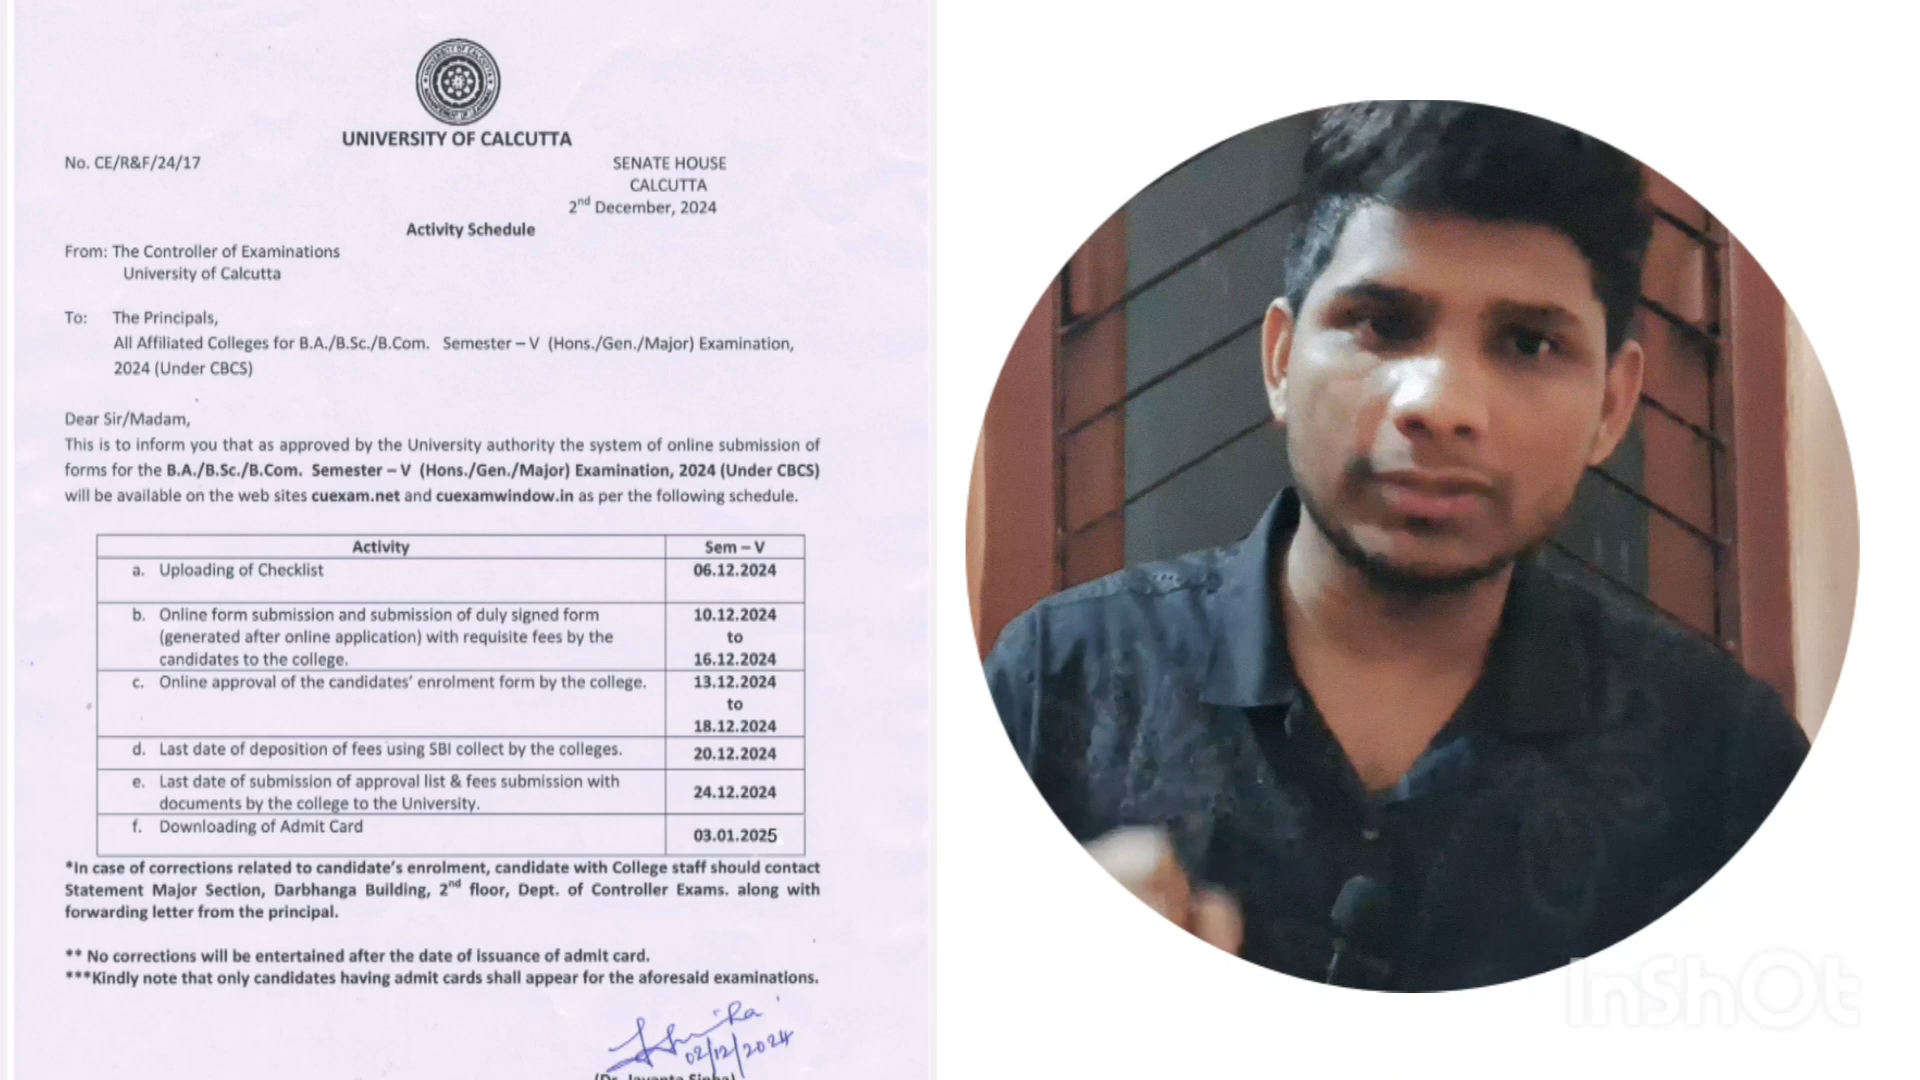 UNIVERSITY OF CALCUTTA
No. CE/R&F/24/17
SENATE HOUSE
CALCUTTA
2nd December, 2024
Activity Schedule
From: The Controller of Examinations
University of Calcutta
To: The Principals,
All Affiliated Colleges for B.A./B.Sc./B.Com. Semester – V (Hons./Gen./Major) Examination,
2024 (Under CBCS)
Dear Sir/Madam,
This is to inform you that as approved by the University authority the system of online submission of
forms for the B.A./B.Sc./B.Com. Semester – V (Hons./Gen./Major) Examination, 2024 (Under CBCS)
will be available on the web sites cuexam.net and cuexamwindow.in as per the following schedule.
Activity Sem – V
a. Uploading of Checklist 06.12.2024
b. Online form submission and submission of duly signed form 10.12.2024
(generated after online application) with requisite fees by the to
candidates to the college. 16.12.2024
c. Online approval of the candidates' enrolment form by the college. 13.12.2024
to
18.12.2024
d. Last date of deposition of fees using SBI collect by the colleges. 20.12.2024
e. Last date of submission of approval list & fees submission with
documents by the college to the University. 24.12.2024
f. Downloading of Admit Card 03.01.2025
*In case of corrections related to candidate's enrolment, candidate with College staff should contact
Statement Major Section, Darbhanga Building, 2nd floor, Dept. of Controller Exams. along with
forwarding letter from the principal.
** No corrections will be entertained after the date of issuance of admit card.
***Kindly note that only candidates having admit cards shall appear for the aforesaid examinations.
02/12/2024
InShOt